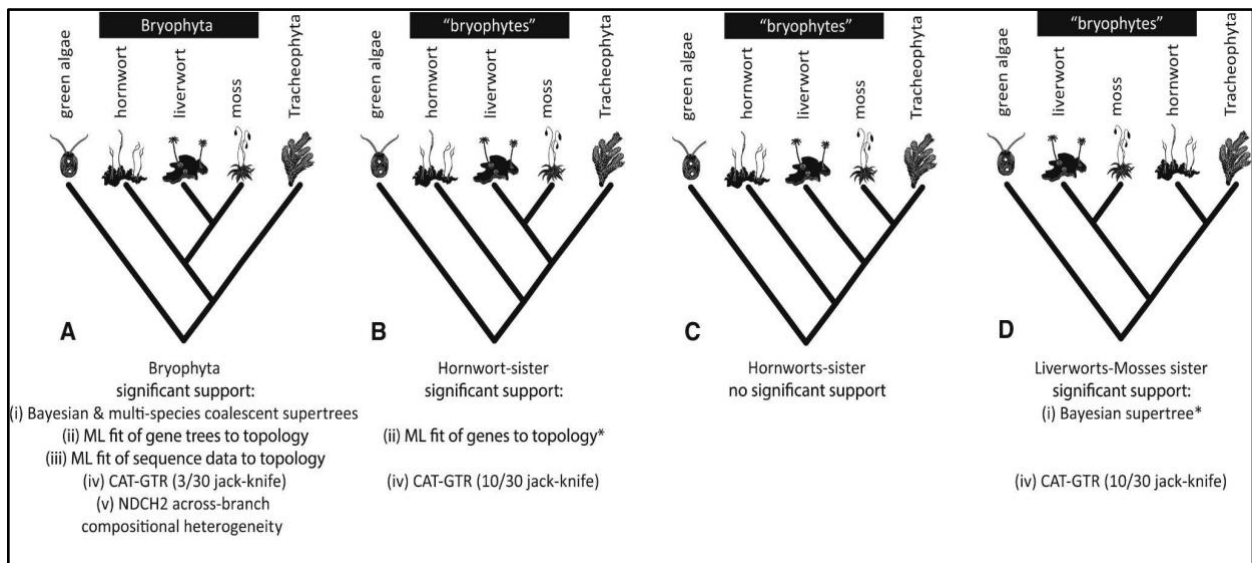 Bryophyta
green algae
hornwort
liverwort
moss
Tracheophyta
A
Bryophyta
significant support:
(i) Bayesian & multi-species coalescent supertrees
(ii) ML fit of gene trees to topology
(iii) ML fit of sequence data to topology
(iv) CAT-GTR (3/30 jack-knife)
(v) NDCH2 across-branch
compositional heterogeneity
"bryophytes"
green algae
hornwort
liverwort
moss
Tracheophyta
B
Hornwort-sister
significant support:
(ii) ML fit of genes to topology*
(iv) CAT-GTR (10/30 jack-knife)
"bryophytes"
green algae
hornwort
liverwort
moss
Tracheophyta
C
Hornworts-sister
no significant support
"bryophytes"
green algae
liverwort
moss
hornwort
Tracheophyta
D
Liverworts-Mosses sister
significant support:
(i) Bayesian supertree*
(iv) CAT-GTR (10/30 jack-knife)